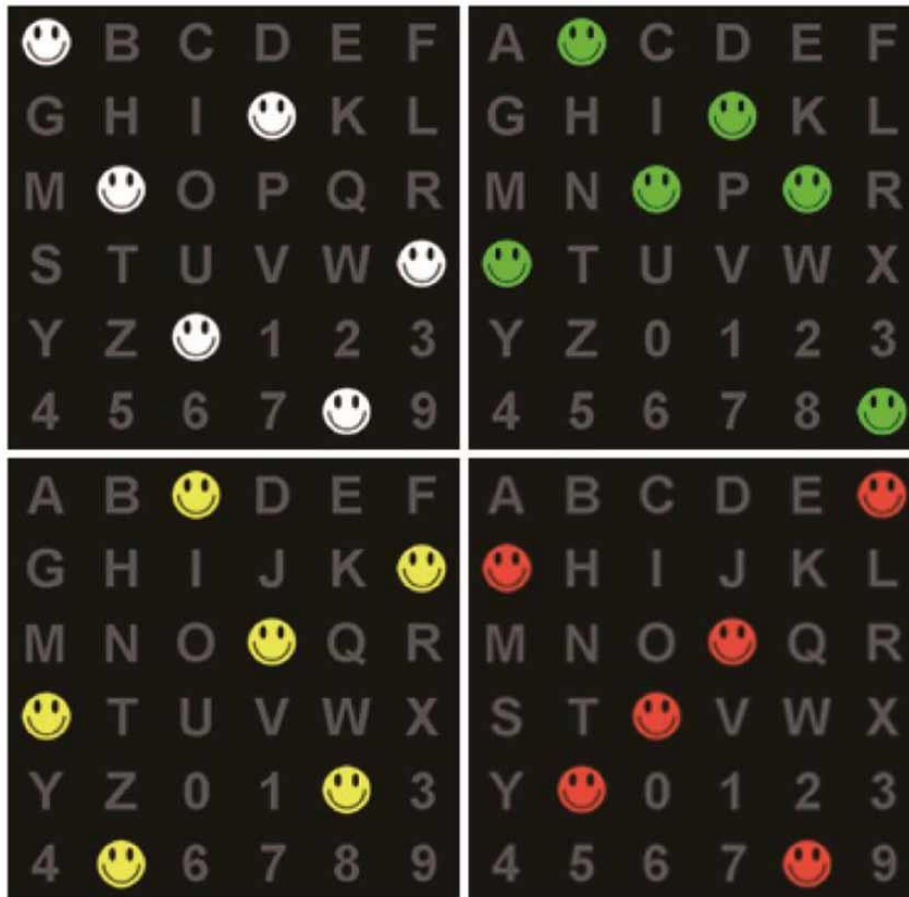 B C D E F
G H I K L
M O P Q R
S T U V W
Y Z 1 2 3
4 5 6 7 9
A C D E F
G H I K L
M N P R
T U V W X
Y Z 0 1 2 3
4 5 6 7 8
A B D E F
G H I J K
M N O Q R
T U V W X
Y Z 0 1 3
4 6 7 8 9
A B C D E
H I J K L
M N O Q R
S T V W X
Y 0 1 2 3
4 5 6 7 9